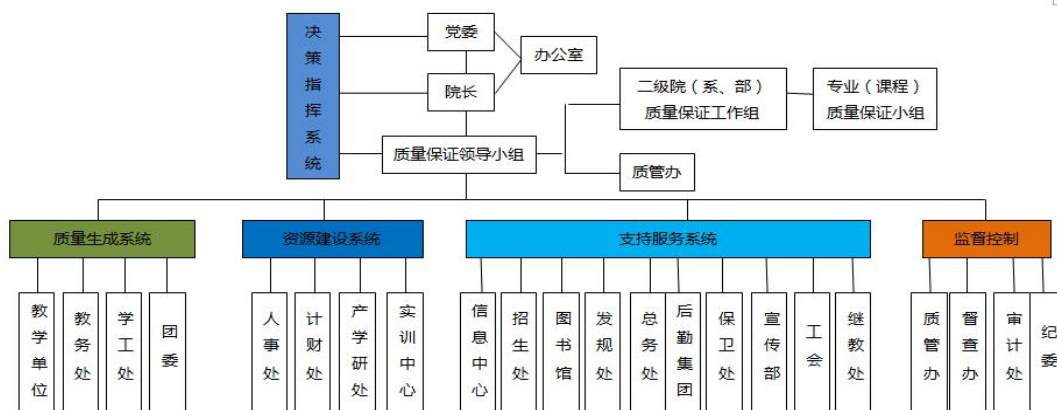 决策指挥系统
党委
办公室
院长
二级院（系、部）
质量保证工作组
专业（课程）
质量保证小组
质量保证领导小组
质管办
质量生成系统
资源建设系统
支持服务系统
监督控制
教学单位
教务处
学工处
团委
人事处
计财处
产学研处
实训中心
信息中心
招生处
图书馆
发规处
总务处
后勤集团
保卫处
宣传部
工会
继教处
质管办
督查办
审计处
纪委